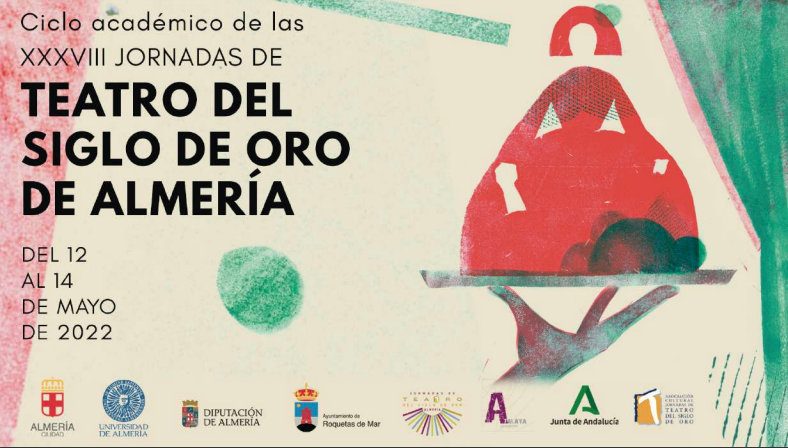 Ciclo académico de las
XXXVIII JORNADAS DE
TEATRO DEL
SIGLO DE ORO
DE ALMERÍA
DEL 12
AL 14
DE MAYO
DE 2022
ALMERÍA
CIUDAD
UNIVERSIDAD
DE ALMERÍA
DIPUTACIÓN
DE ALMERÍA
Ayuntamiento de
Roquetas de Mar
JORNADAS DE
TEATRO
DEL SIGLO DE ORO
ALMERÍA
Junta de Andalucía
ASOCIACIÓN
CULTURAL
JORNADAS DE
TEATRO
DEL SIGLO
DE ORO